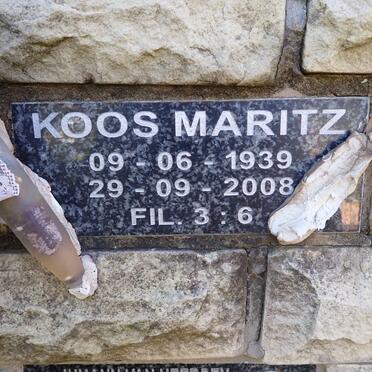 KOOS MARITZ
09 - 06 - 1939
29 - 09 - 2008
FIL. 3 : 6